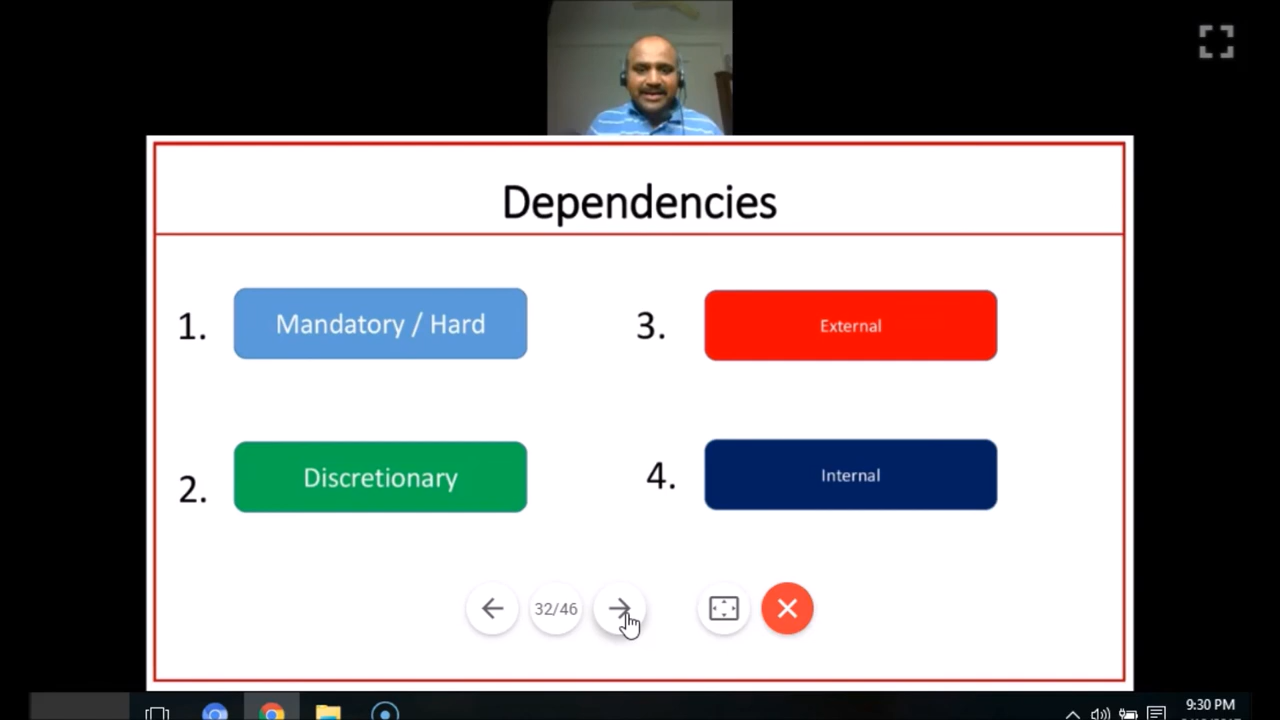 Dependencies
1.
Mandatory / Hard
2.
Discretionary
3.
External
4.
Internal
32/46
9:30 PM